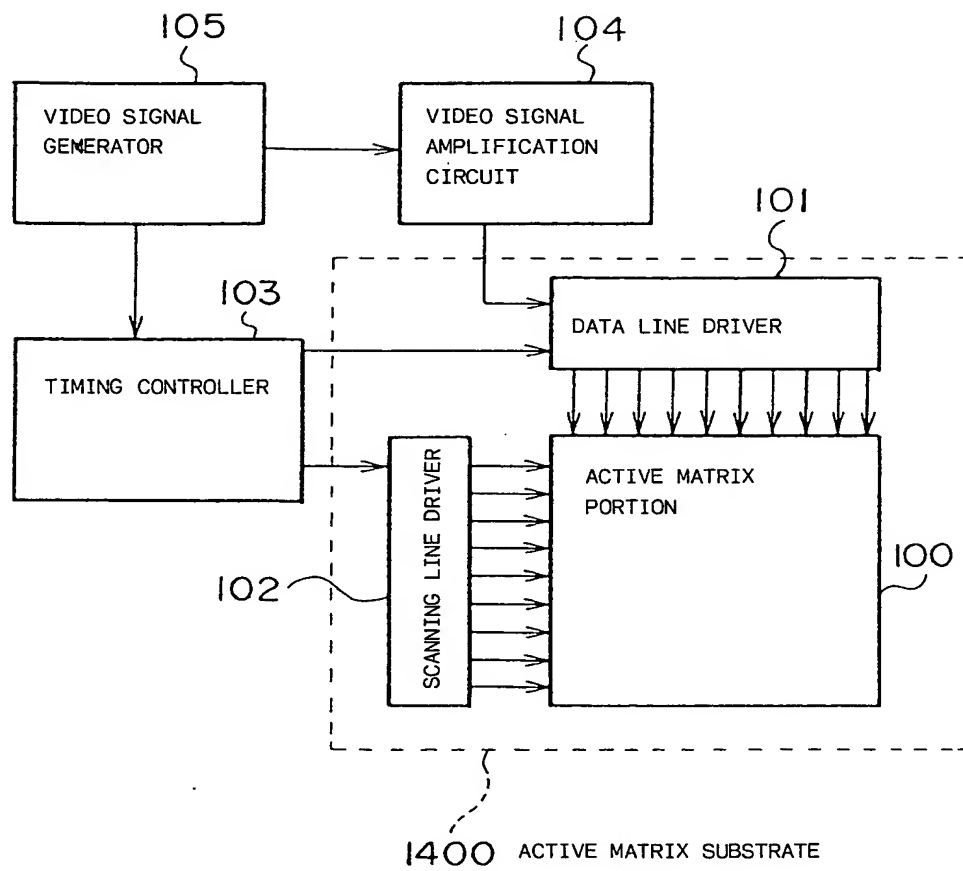 105
VIDEO SIGNAL
GENERATOR
104
VIDEO SIGNAL
AMPLIFICATION
CIRCUIT
101
DATA LINE DRIVER
103
TIMING CONTROLLER
102
SCANNING LINE DRIVER
ACTIVE MATRIX
PORTION
100
1400 ACTIVE MATRIX SUBSTRATE